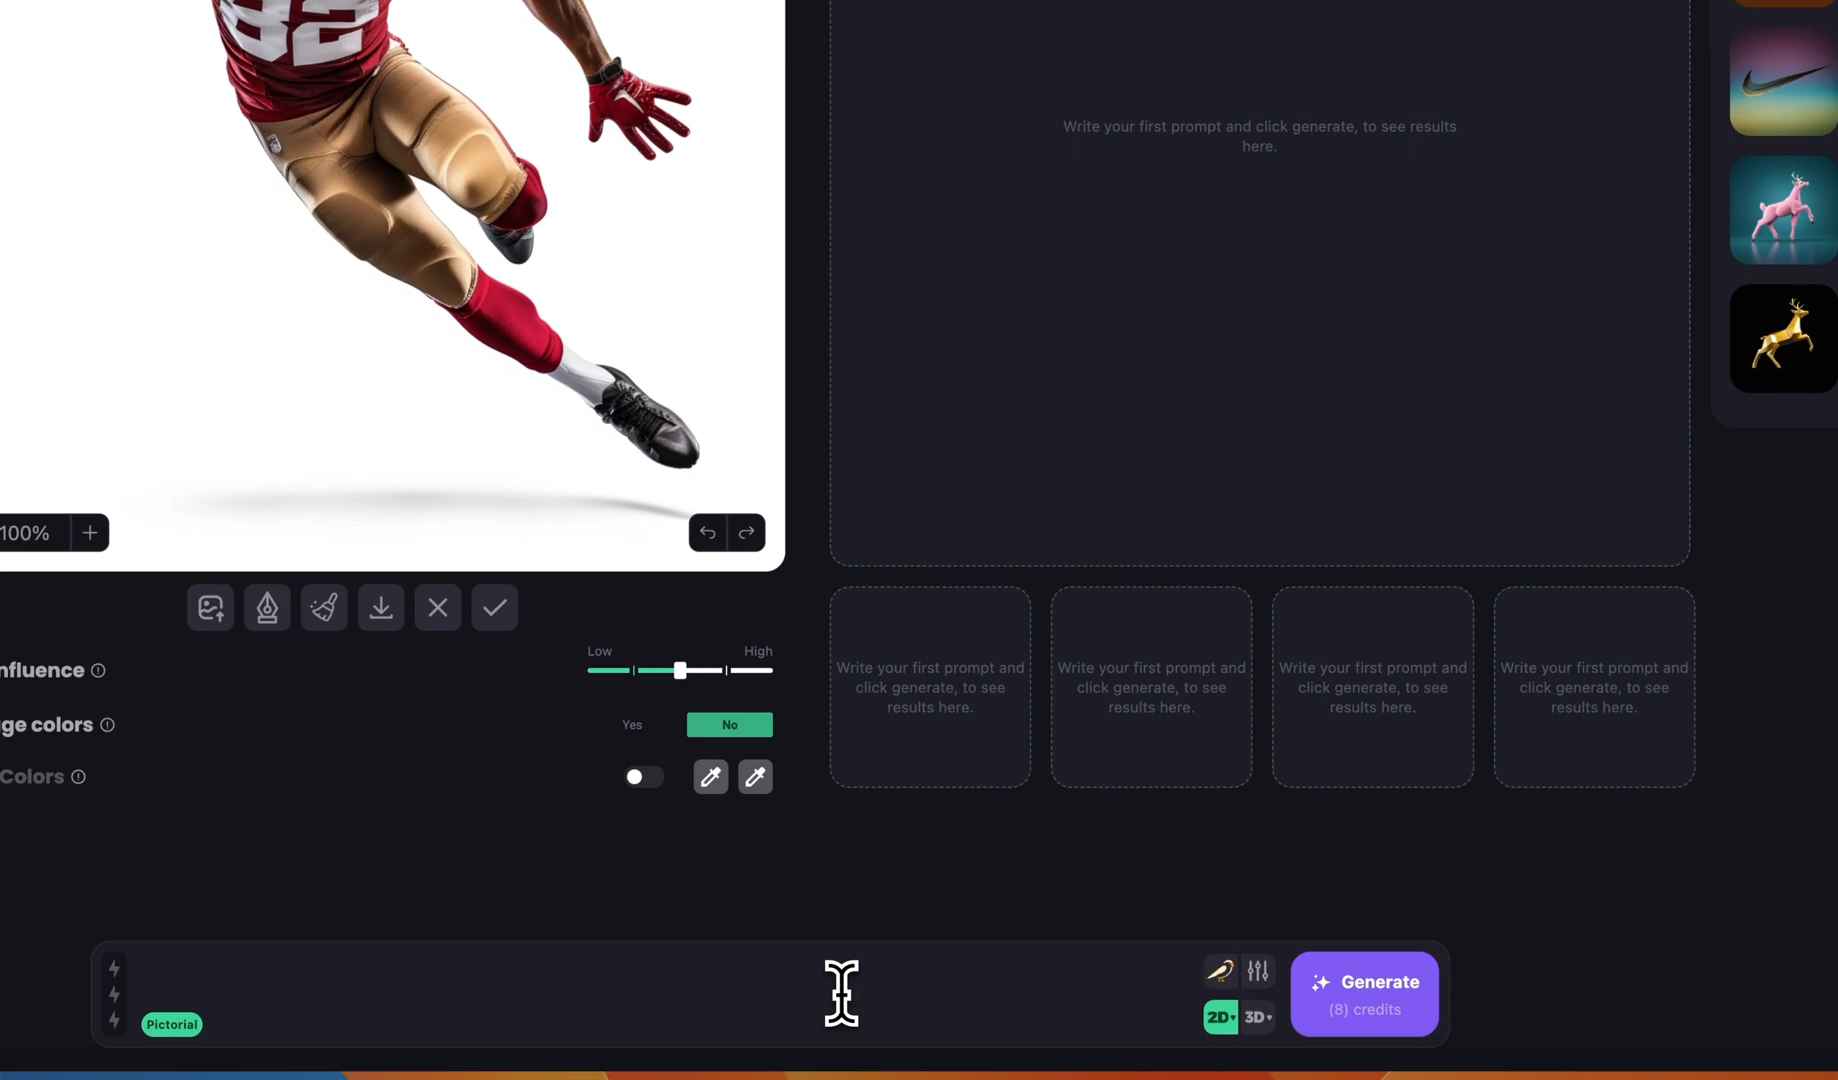 82
Write your first prompt and click generate, to see results
here.
100%
nfluence
Low
High
ge colors
Yes
No
Colors
Write your first prompt and
click generate, to see
results here.
Write your first prompt and
click generate, to see
results here.
Write your first prompt and
click generate, to see
results here.
Write your first prompt and
click generate, to see
results here.
Pictorial
2D
3D
Generate
(8) credits